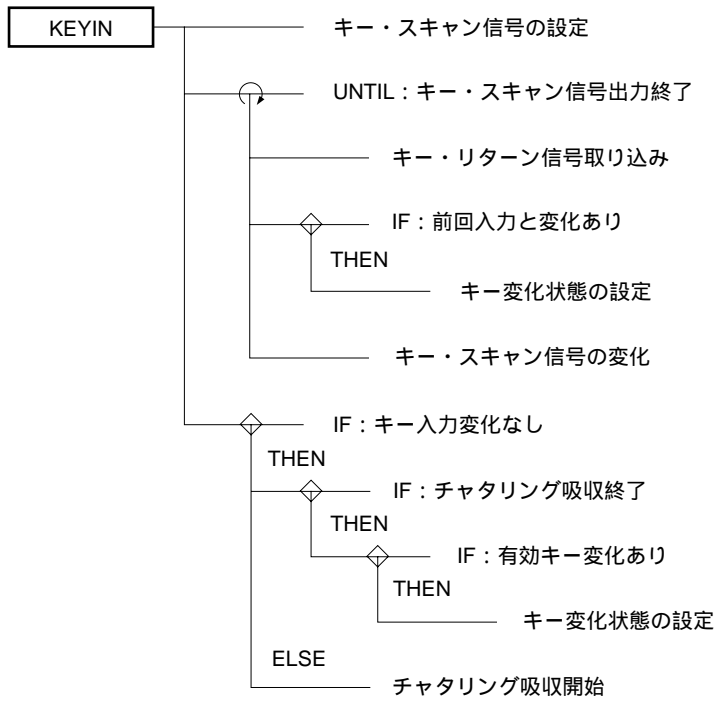 KEYIN
キー・スキャン信号の設定
UNTIL：キー・スキャン信号出力終了
キー・リターン信号取り込み
IF：前回入力と変化あり
THEN
キー変化状態の設定
キー・スキャン信号の変化
IF：キー入力変化なし
THEN
IF：チャタリング吸収終了
THEN
IF：有効キー変化あり
THEN
キー変化状態の設定
ELSE
チャタリング吸収開始